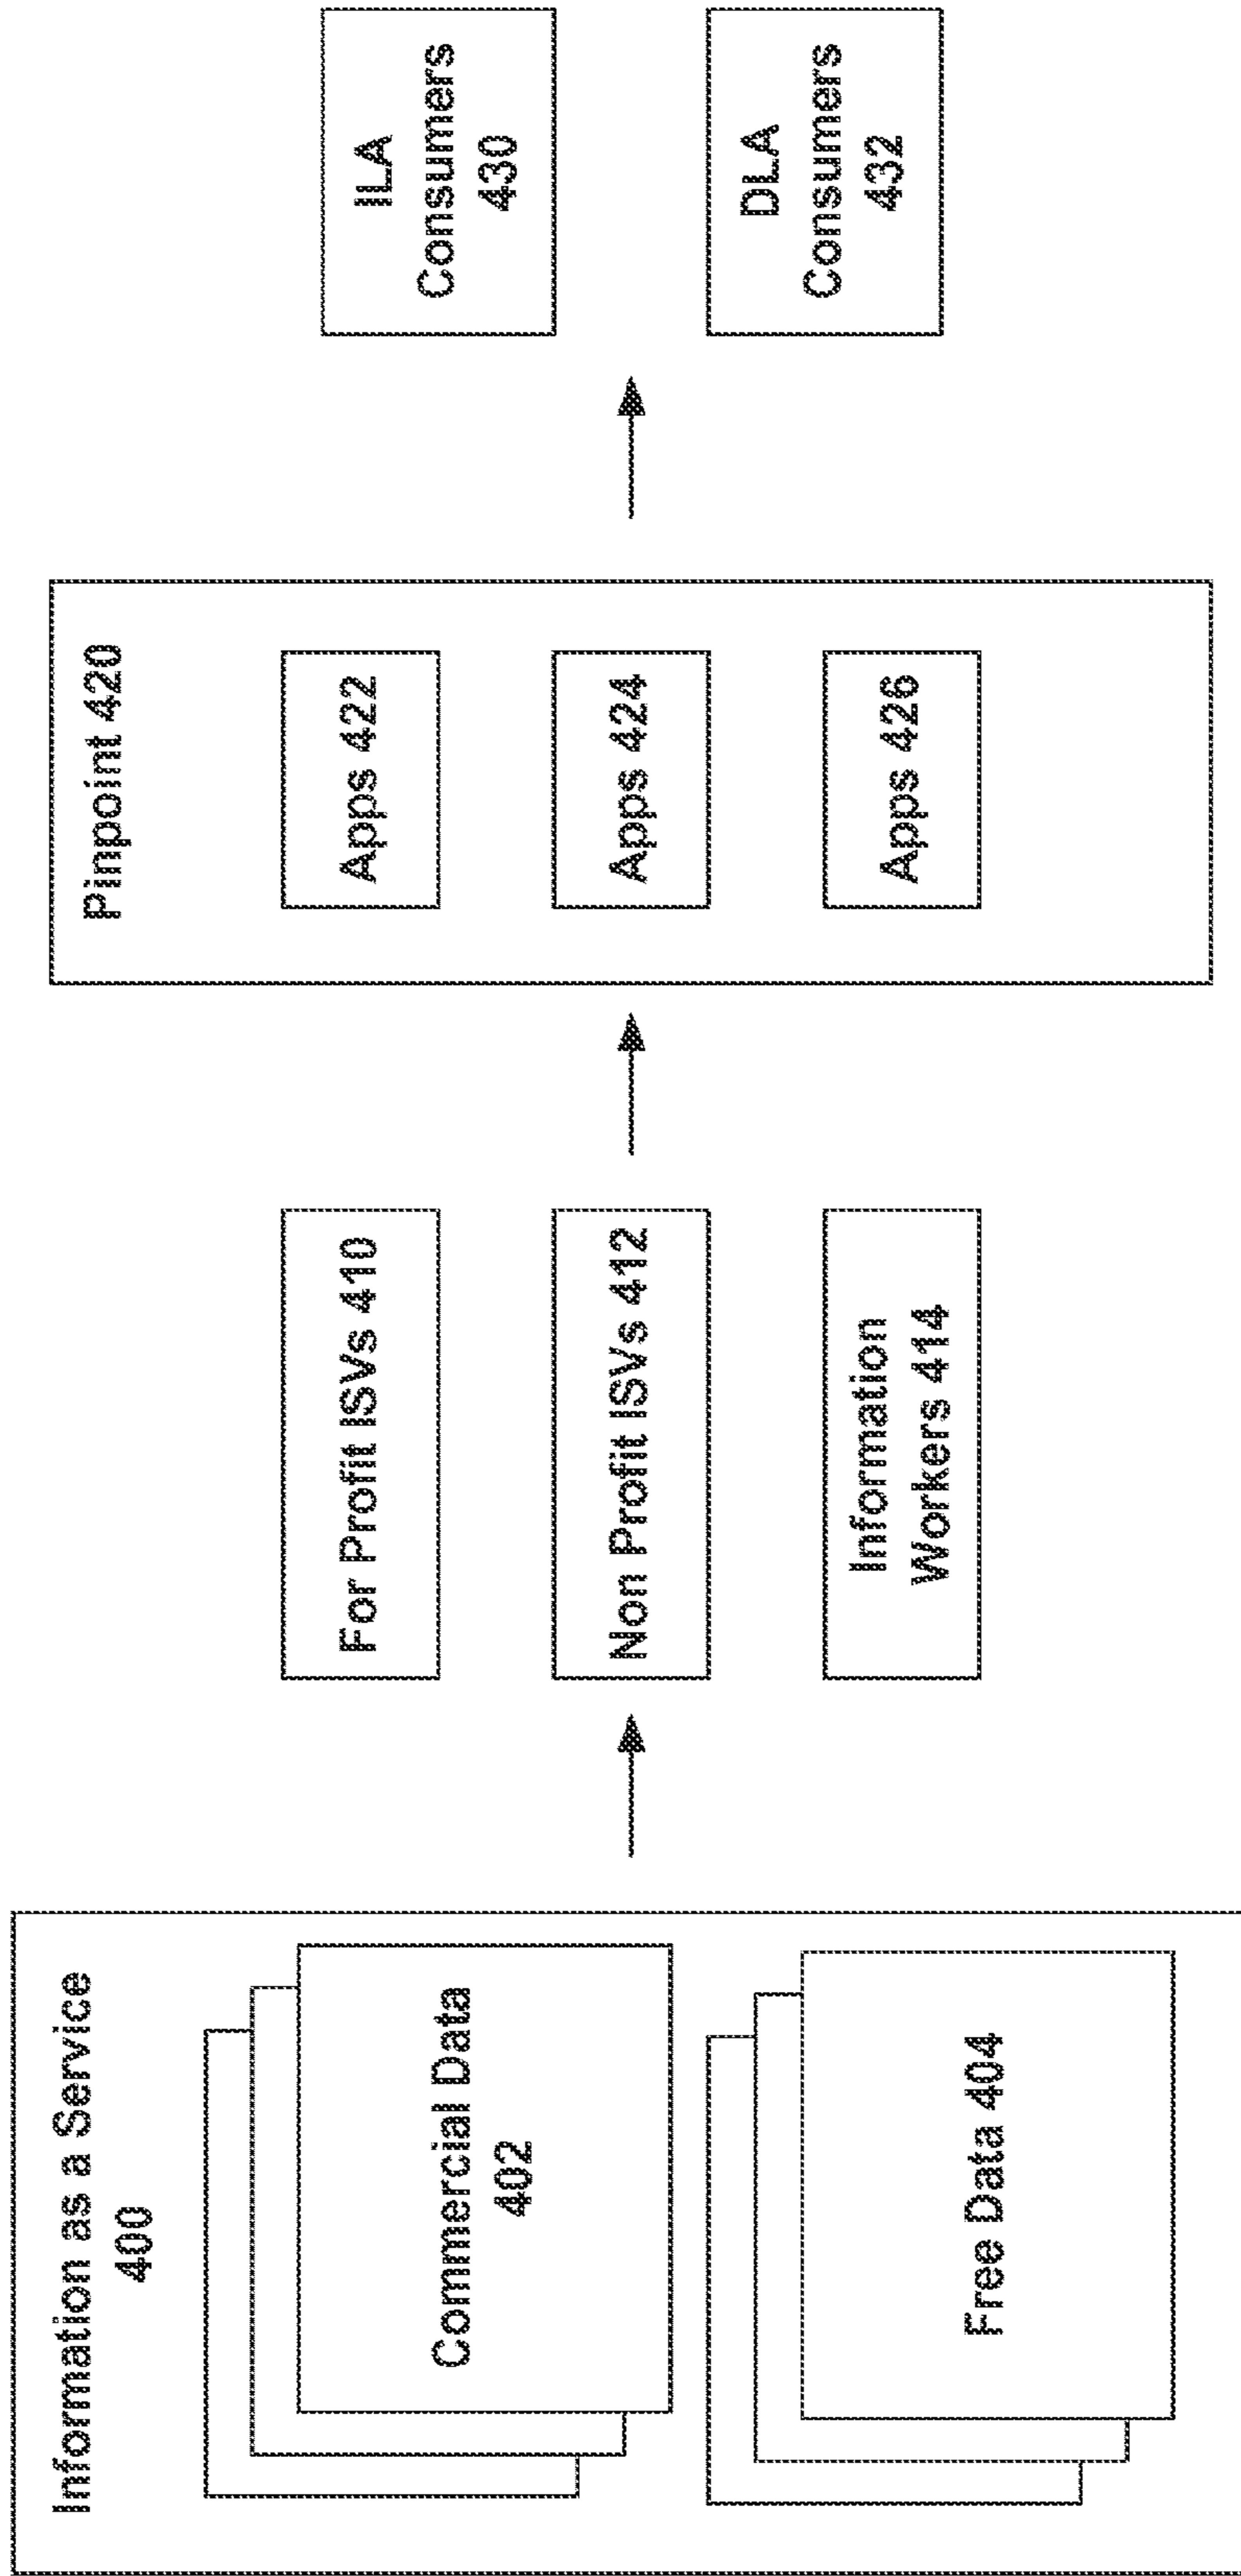 Information as a Service
400
Commercial Data
402
Free Data 404
For Profit ISVs 410
Non Profit ISVs 412
Information
Workers 414
Pinpoint 420
Apps 422
Apps 424
Apps 426
ILA
Consumers
430
DLA
Consumers
432